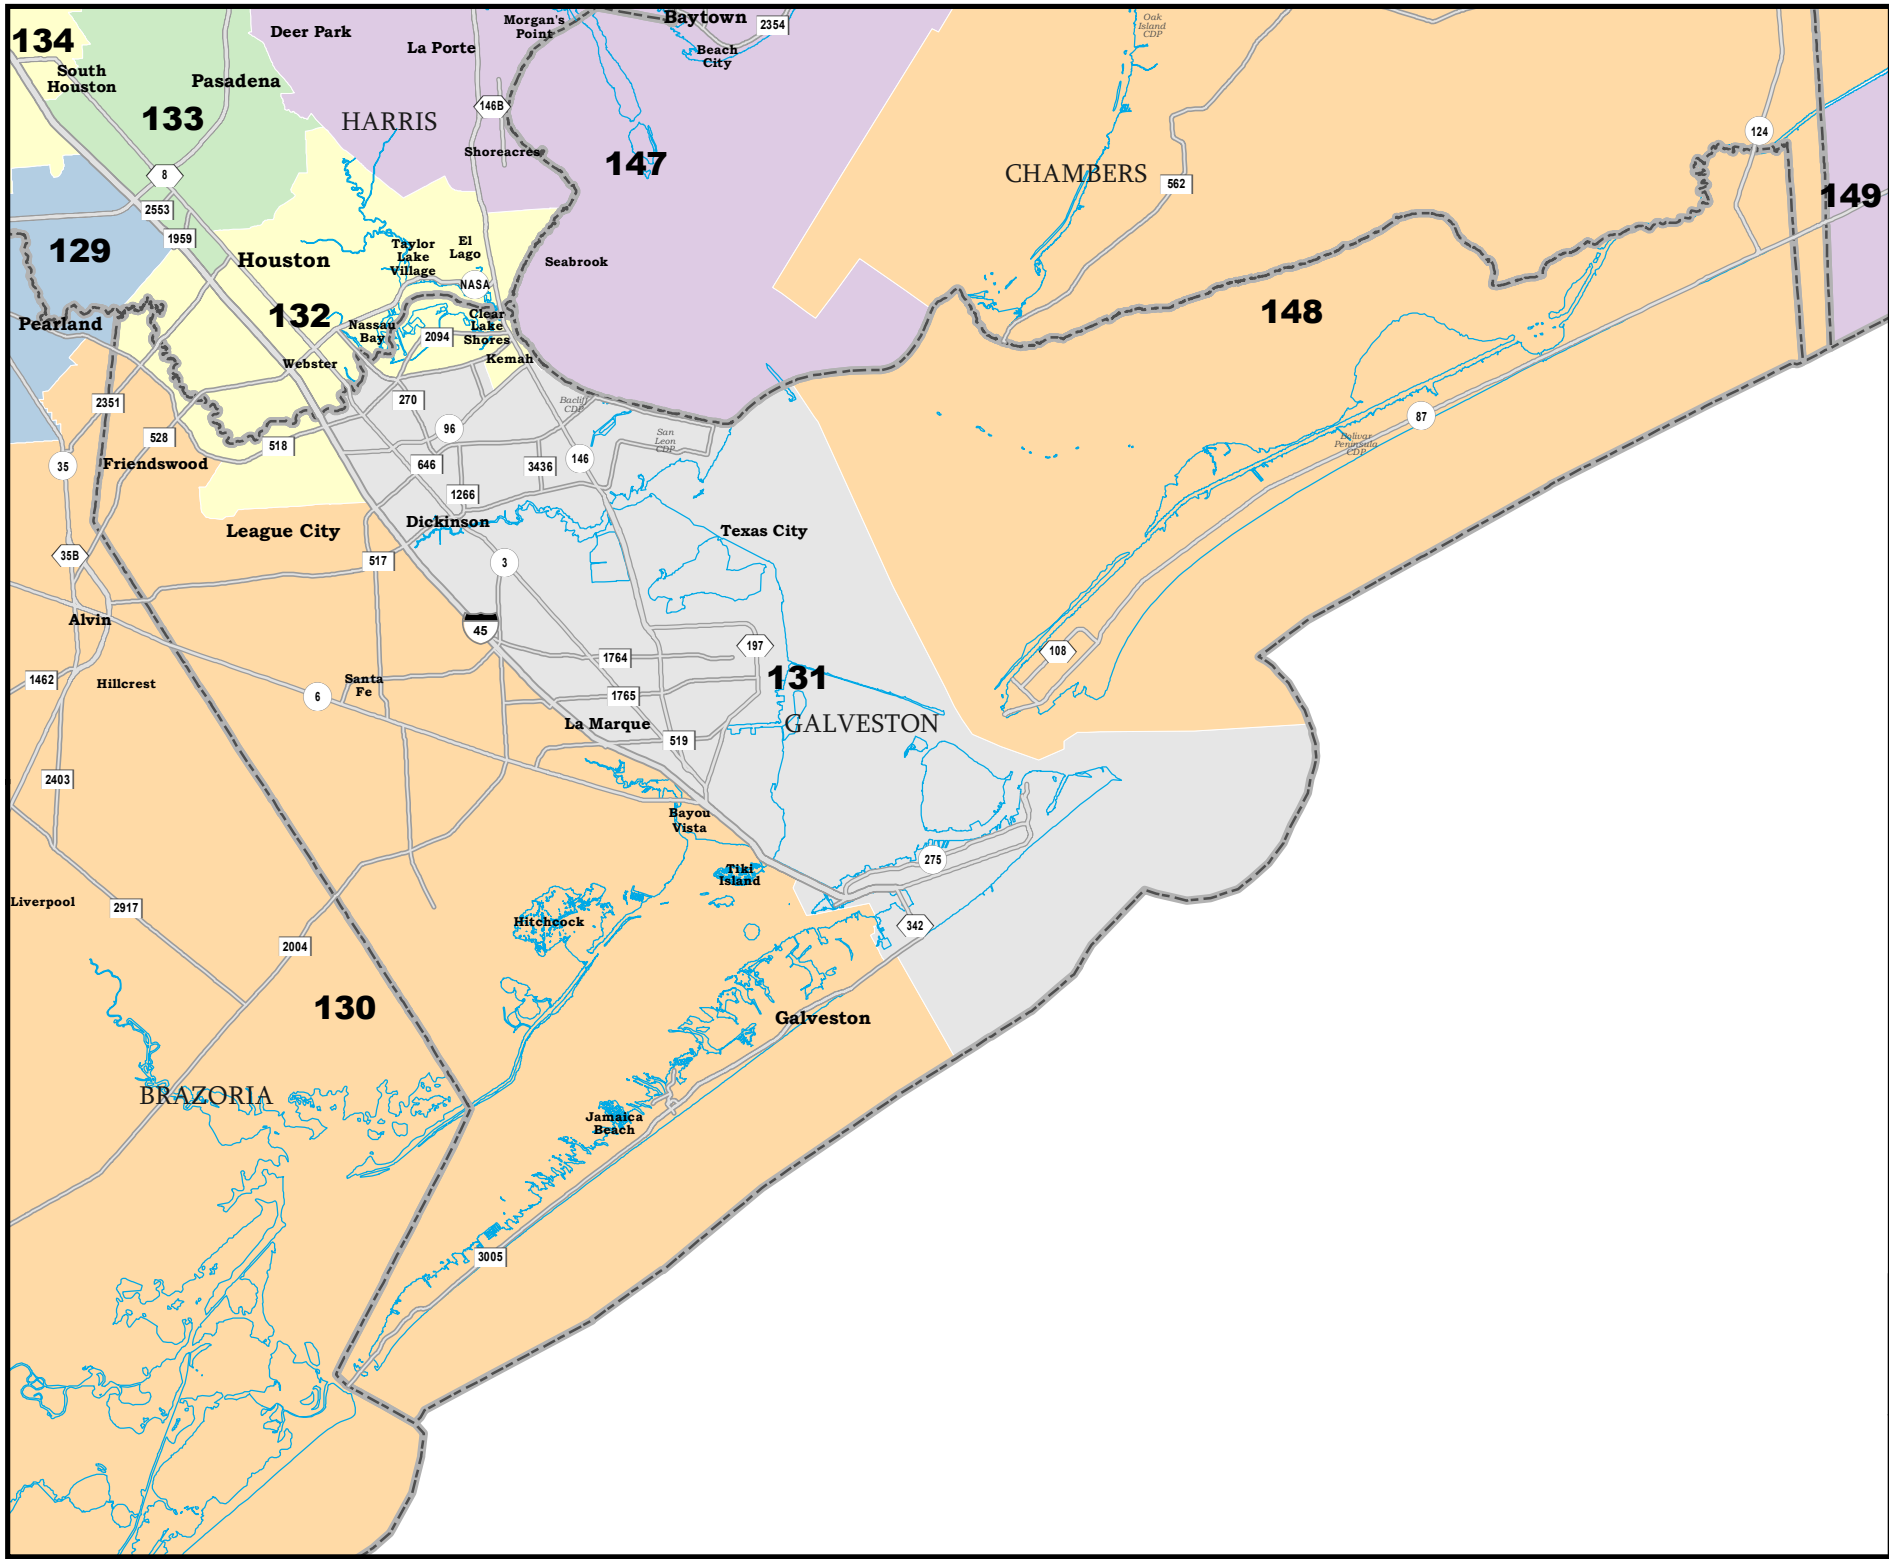 134
Deer Park
Morgan's
Point
Baytown
2354
Oak
Island
CDP
La Porte
Beach
City
South
Houston
Pasadena
146B
133
HARRIS
124
Shoreacres
147
CHAMBERS
562
8
149
2553
1959
129
Houston
Taylor
Lake
Village
El
Lago
Seabrook
NASA
132
148
Pearland
Nassau
Bay
Clear
Lake
Shores
2094
Webster
Kemah
2351
270
Bacliff
CDP
87
96
528
518
San
Leon
CDP
Bolivar
Peninsula
CDP
35
Friendswood
646
3436
146
1266
League City
Dickinson
Texas City
35B
517
3
Alvin
45
197
108
1764
1462
Hillcrest
Santa
Fe
131
6
1765
La Marque
GALVESTON
519
2403
Bayou
Vista
275
Tiki
Island
Liverpool
2917
Hitchcock
342
2004
130
Galveston
BRAZORIA
Jamaica
Beach
3005